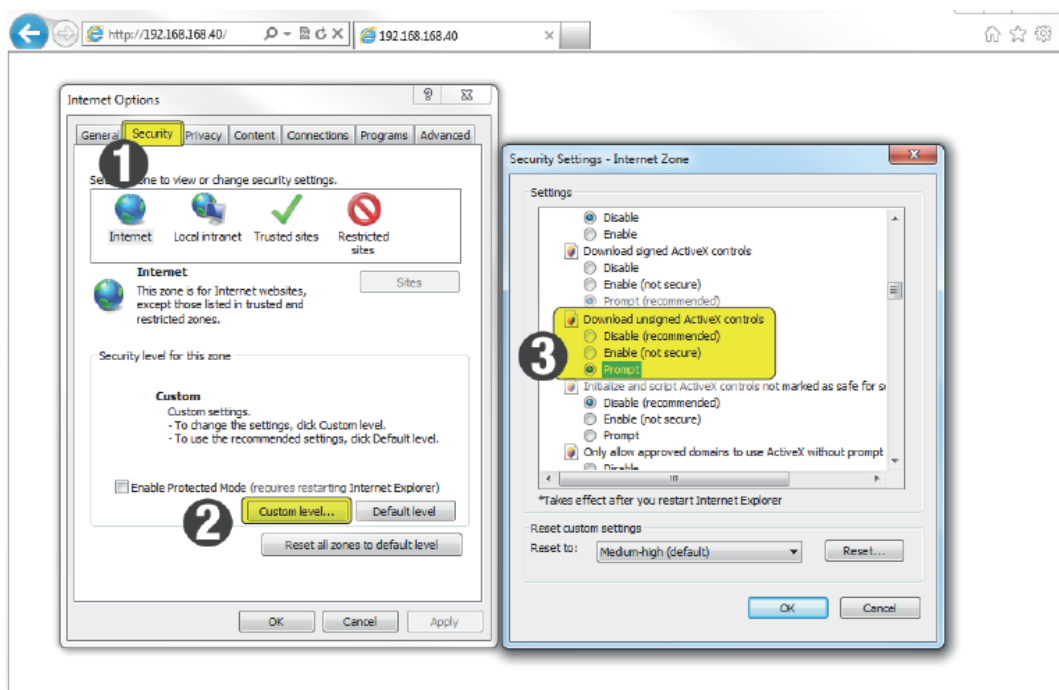 http://192.168.168.40/
192.168.168.40
Internet Options
General Security Privacy Content Connections Programs Advanced
1
to view or change security settings.
Internet Local intranet Trusted sites Restricted sites
Internet
This zone is for Internet websites,
except those listed in trusted and
restricted zones.
Sites
Security level for this zone
Custom
Custom settings.
- To change the settings, click Custom level.
- To use the recommended settings, click Default level.
Enable Protected Mode (requires restarting Internet Explorer)
2
Custom level... Default level
Reset all zones to default level
OK Cancel Apply
Security Settings - Internet Zone
Settings
Disable
Enable
Download signed ActiveX controls
Disable
Enable (not secure)
Prompt (recommended)
3
Download unsigned ActiveX controls
Disable (recommended)
Enable (not secure)
Prompt
Initialize and script ActiveX controls not marked as safe for s
Disable (recommended)
Enable (not secure)
Prompt
Only allow approved domains to use ActiveX without prompt
Disable
*Takes effect after you restart Internet Explorer
Reset custom settings
Reset to: Medium-high (default) Reset...
OK Cancel